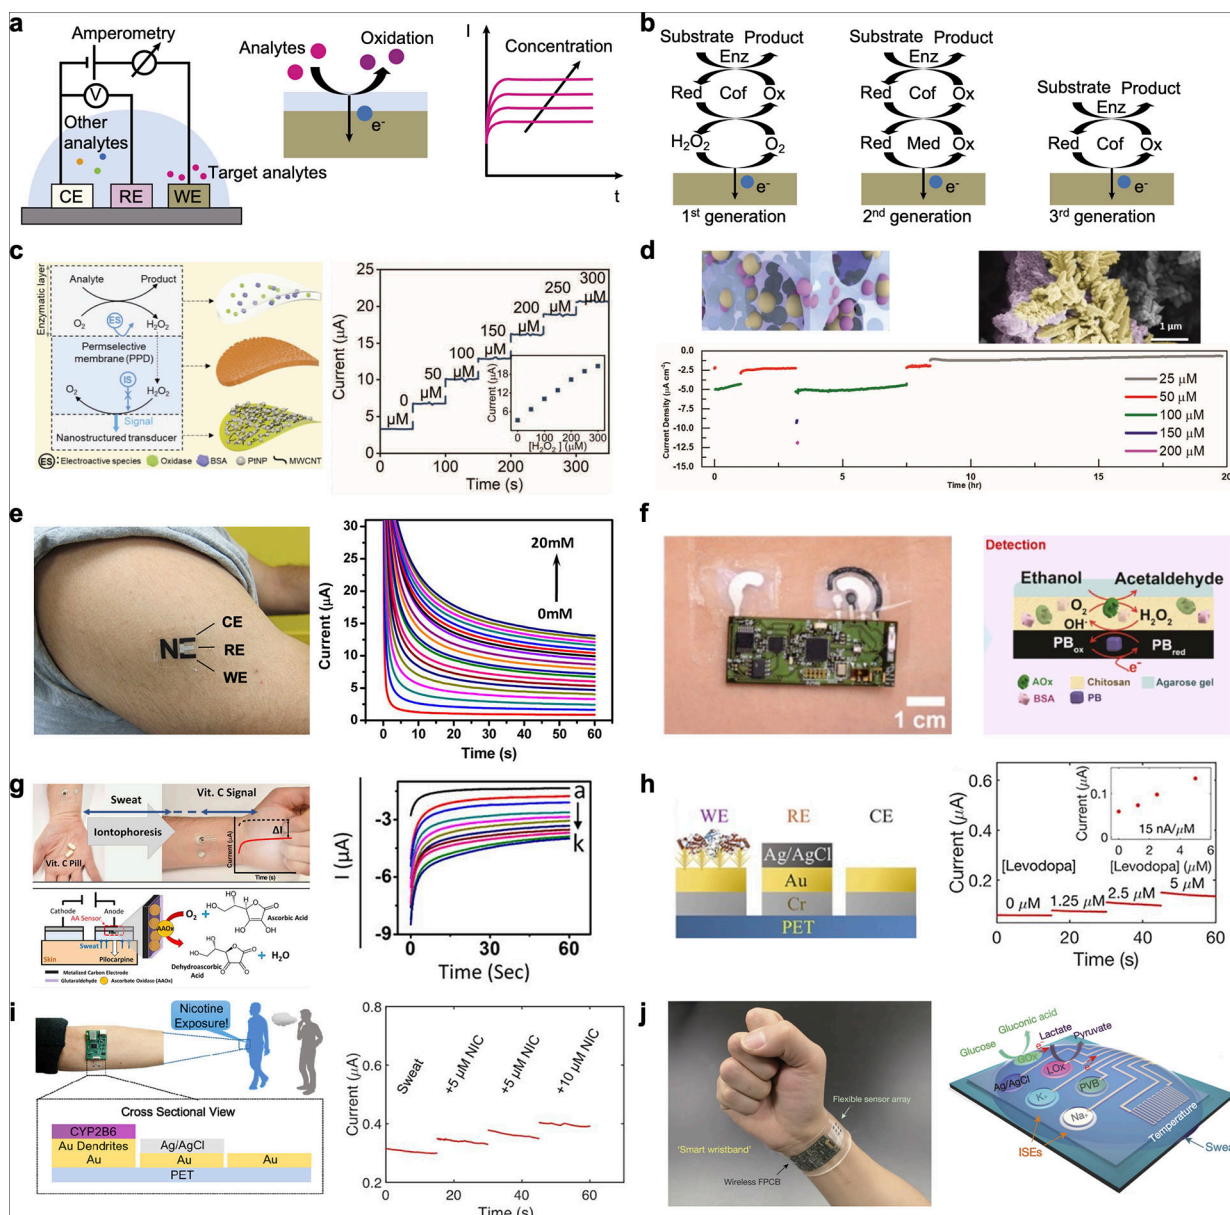 a
Amperometry
V
Other
analytes
Target analytes
CE
RE
WE
Analytes
Oxidation
e-
I
Concentration
t
b
Substrate Product
Enz
Red Cof Ox
H2O2 O2
e-
1st generation
Substrate Product
Enz
Red Cof Ox
Red Med Ox
e-
2nd generation
Substrate Product
Enz
Red Cof Ox
e-
3rd generation
c
Enzymatic layer
Analyte Product
O2 ES H2O2
Permselective
membrane (PPD)
IS
O2 H2O2
Signal
Nanostructured transducer
ES : Electroactive species Oxidase BSA PtNP MWCNT
Current (μA)
25
20
15
10
5
0
0
μM
50
μM
100
μM
150
μM
200
μM
250
μM
300
μM
Current (μA)
18
12
6
0 100 200 300
[H2O2] (μM)
0 100 200 300
Time (s)
d
1 μm
Current Density (μA cm-2)
0.0
-2.5
-5.0
-7.5
-10.0
-12.5
-15.0
25 μM
50 μM
100 μM
150 μM
200 μM
0 5 10 15 20
Time (hr)
e
CE
RE
WE
Current (μA)
30
25
20
15
10
5
0
20mM
0mM
0 10 20 30 40 50 60
Time (s)
f
1 cm
Detection
Ethanol Acetaldehyde
O2
OH-
H2O2
PBox PBred
e-
AOx Chitosan Agarose gel
BSA PB
g
Sweat
Vit. C Signal
Iontophoresis
Vit. C Pill
Current (μA)
ΔI
Time (s)
Cathode Anode
AA Sensor
Sweat
Skin
Pilocarpine
AAOx
O2 +
Ascorbic Acid
+ H2O
Dehydroascorbic
Acid
Metalized Carbon Electrode
Glutaraldehyde Ascorbate Oxidase (AAOx)
I (μA)
-3
-6
-9
a
k
0 20 40 60
Time (Sec)
h
WE RE CE
Ag/AgCl
Au
Cr
PET
Current (μA)
0.6
0.4
0.2
0
Current (μA)
0.1
0
15 nA/μM
0 2 4 6
[Levodopa] (μM)
[Levodopa]
0 μM
1.25 μM
2.5 μM
5 μM
0 20 40 60
Time (s)
i
Nicotine
Exposure!
Cross Sectional View
CYP2B6
Au Dendrites
Ag/AgCl
Au
Au
Au
PET
Current (μA)
0.8
0.6
0.4
0.2
Sweat
+5 μM NIC
+5 μM NIC
+10 μM NIC
0 20 40 60
Time (s)
j
Flexible sensor array
'Smart wristband'
Wireless FPCB
Gluconic acid
Glucose
Lactate
Pyruvate
GOx
e-
LOx
Ag/AgCl
K+
PVB
Na+
Temperature
ISEs